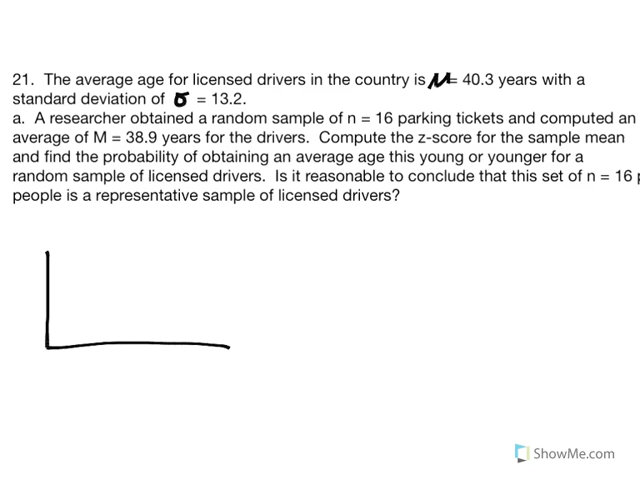 21. The average age for licensed drivers in the country is μ= 40.3 years with a
standard deviation of σ = 13.2.
a. A researcher obtained a random sample of n = 16 parking tickets and computed an
average of M = 38.9 years for the drivers. Compute the z-score for the sample mean
and find the probability of obtaining an average age this young or younger for a
random sample of licensed drivers. Is it reasonable to conclude that this set of n = 16 p
people is a representative sample of licensed drivers?
ShowMe.com